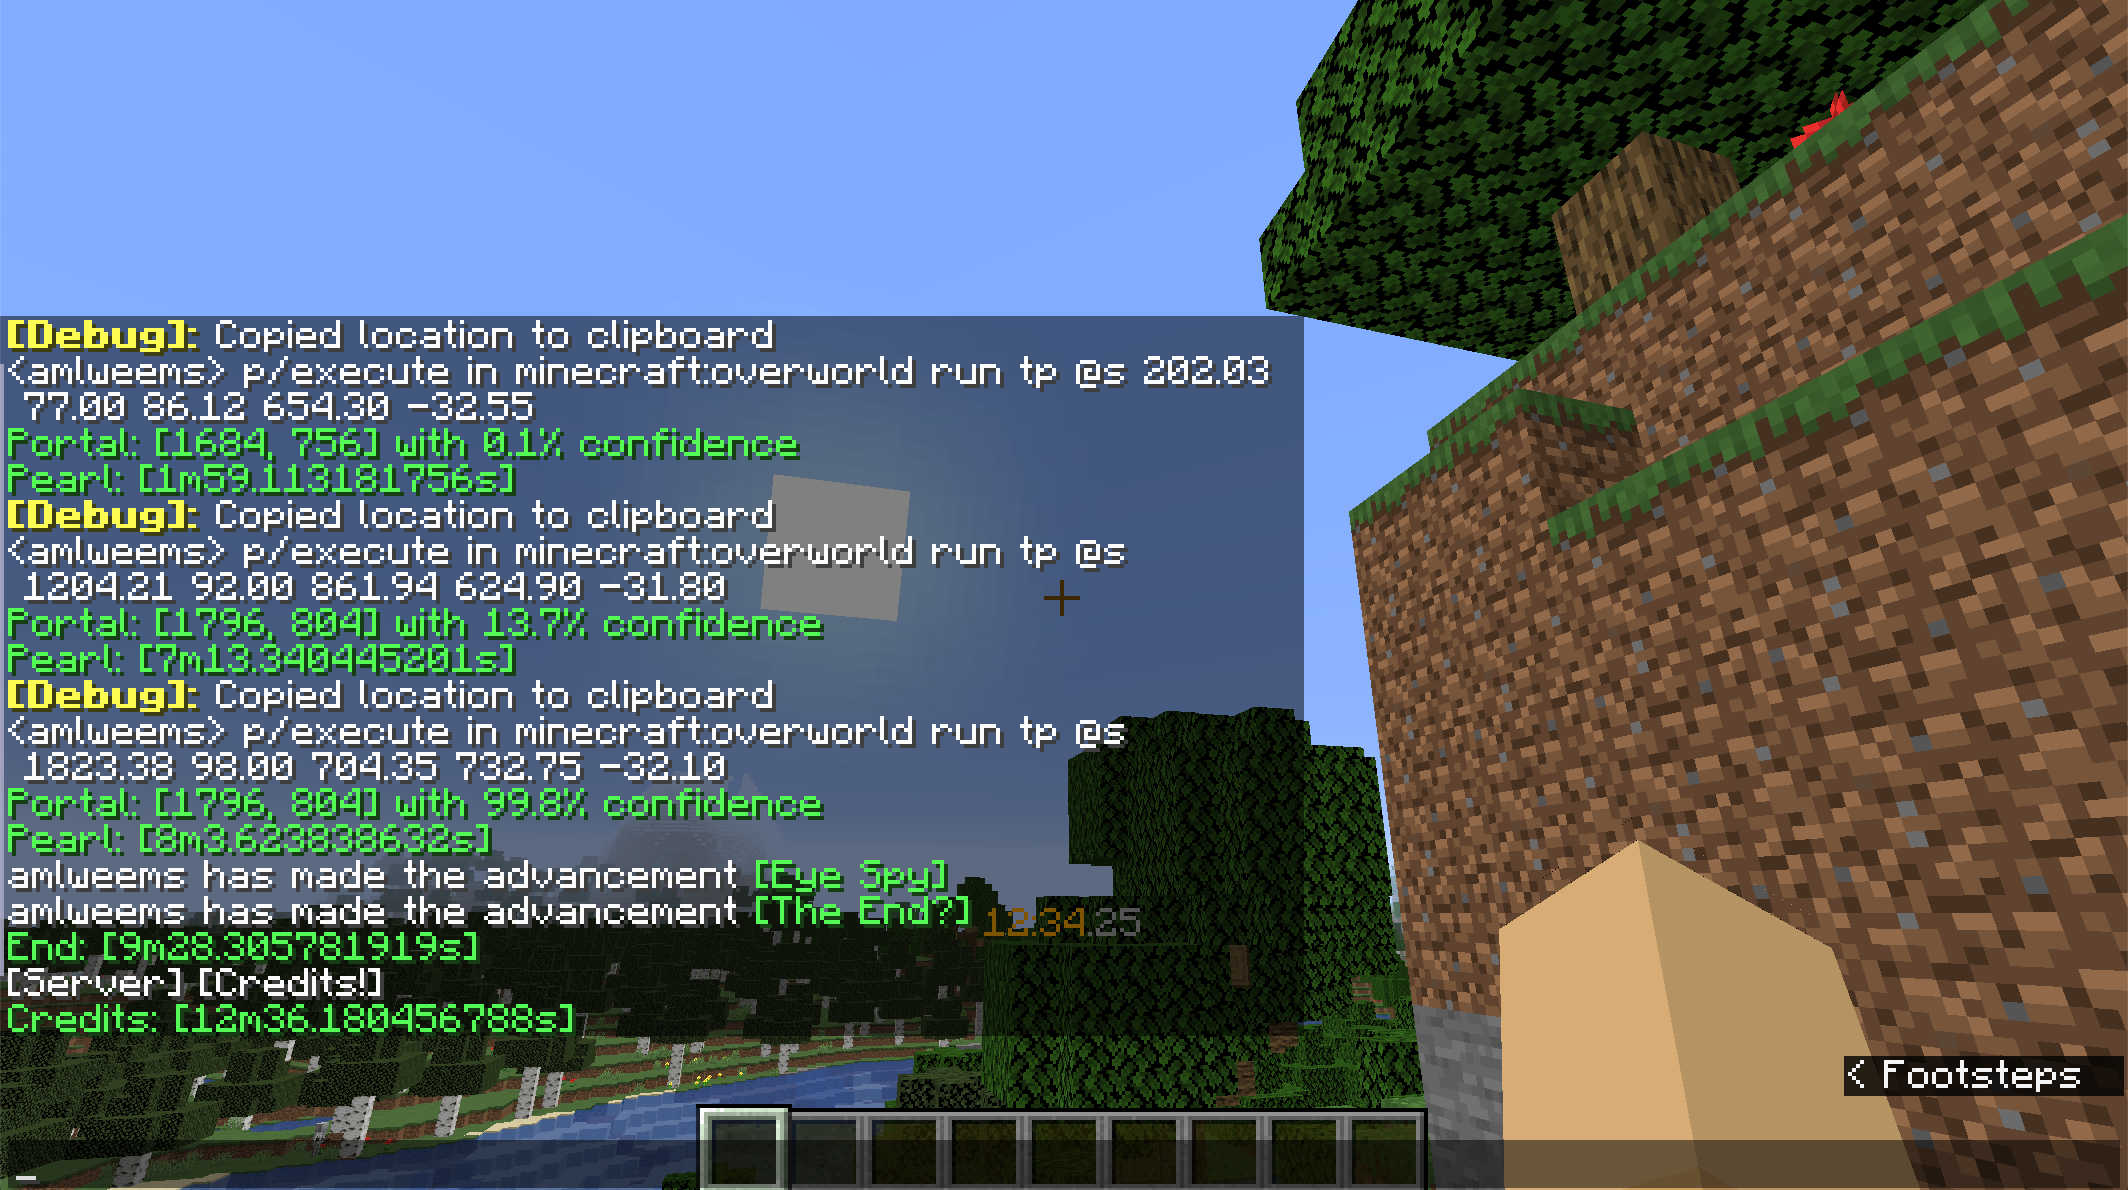 [Debug]: Copied location to clipboard
<amlweems> p/execute in minecraft:overworld run tp @s 202.03
77.00 86.12 654.30 -32.55
Portal: [1684, 756] with 0.1% confidence
Pearl: [1m59.113181756s]
[Debug]: Copied location to clipboard
<amlweems> p/execute in minecraft:overworld run tp @s
1204.21 92.00 861.94 624.90 -31.80
Portal: [1796, 804] with 13.7% confidence
Pearl: [7m13.340445201s]
[Debug]: Copied location to clipboard
<amlweems> p/execute in minecraft:overworld run tp @s
1823.38 98.00 704.35 732.75 -32.10
Portal: [1796, 804] with 99.8% confidence
Pearl: [8m3.623838632s]
amlweems has made the advancement [Eye Spy]
amlweems has made the advancement [The End?]
12:34.25
End: [9m28.305781919s]
[Server] [Credits!]
Credits: [12m36.180456788s]
< Footsteps
_